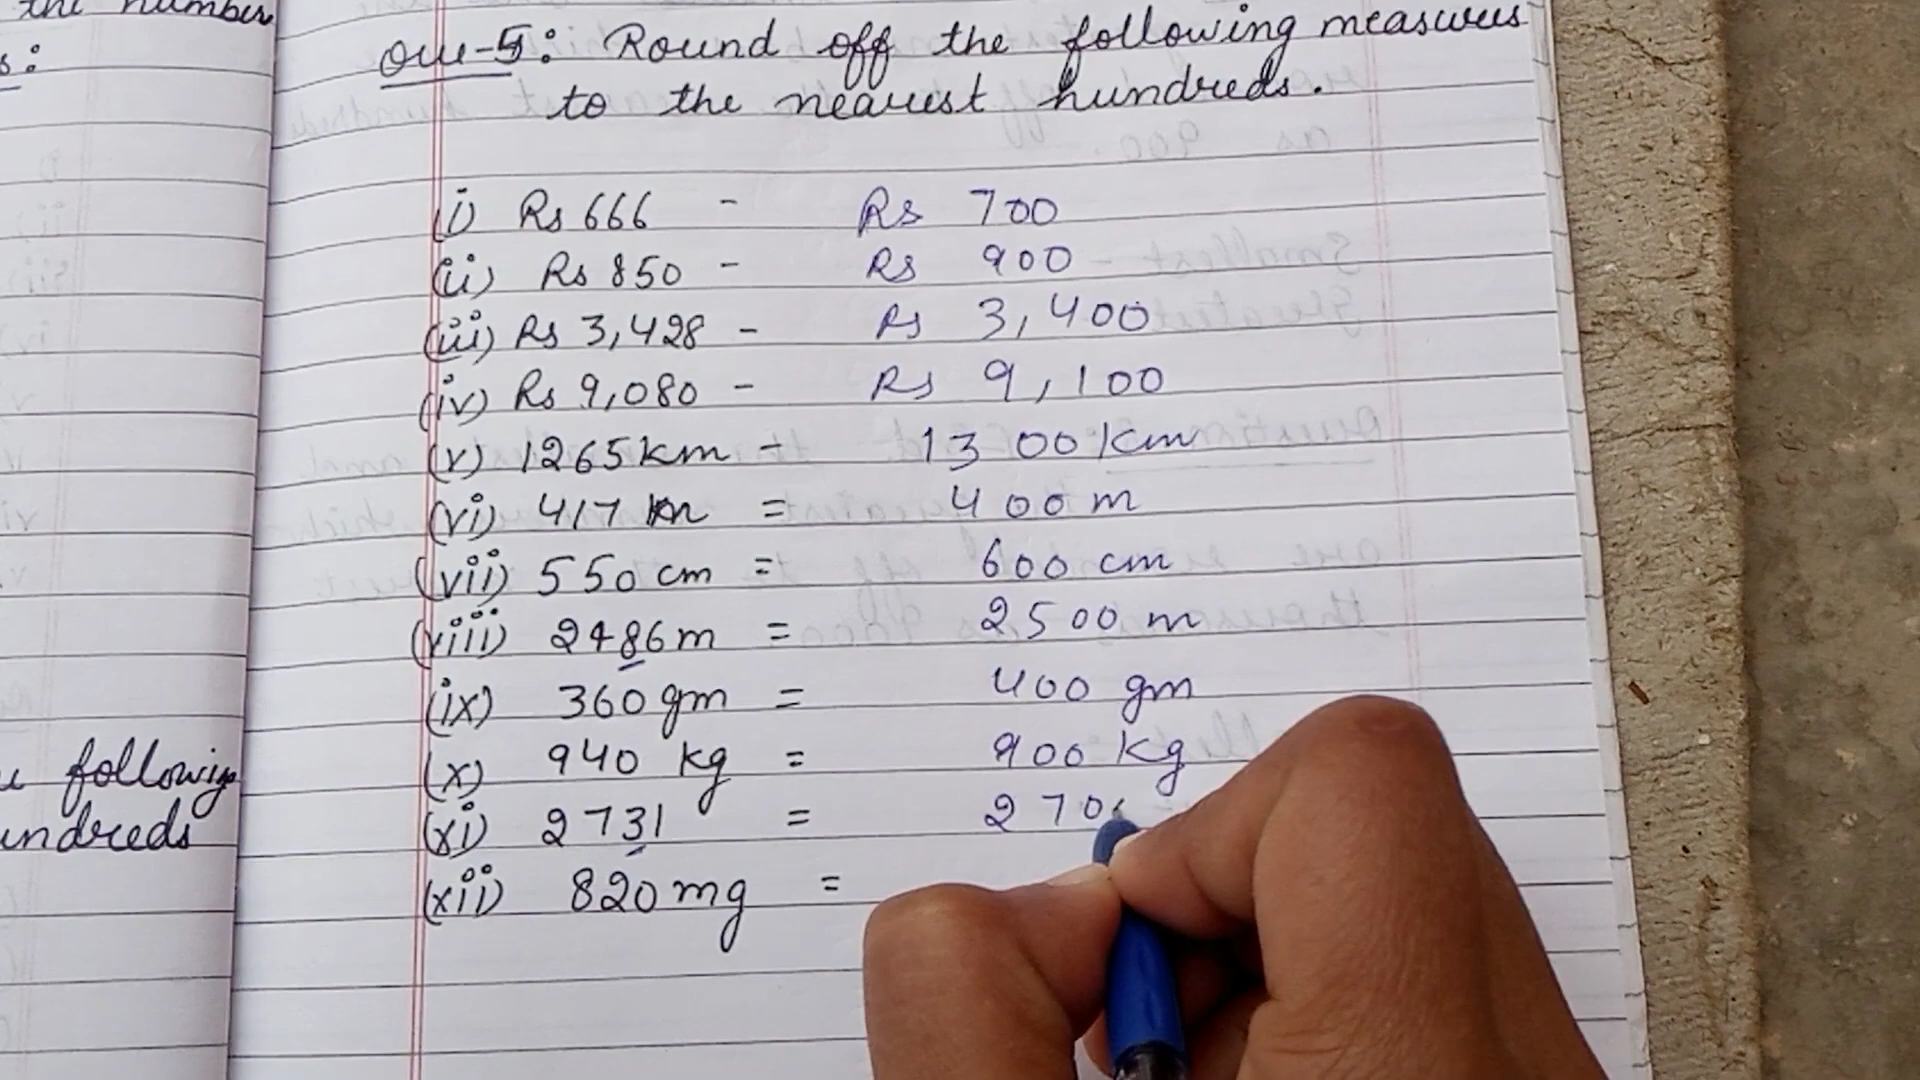 the number
s:
e following
undreds
Que-5: Round off the following measures
to the nearest hundreds.
(i) Rs 666 - Rs 700
(ii) Rs 850 - Rs 900
(iii) Rs 3,428 - Rs 3,400
(iv) Rs 9,080 - Rs 9,100
(v) 1265 km - 1300 km
(vi) 417 m = 400 m
(vii) 550 cm = 600 cm
(viii) 2486 m = 2500 m
(ix) 360 gm = 400 gm
(x) 940 kg = 900 kg
(xi) 2731 = 270
(xii) 820 mg =